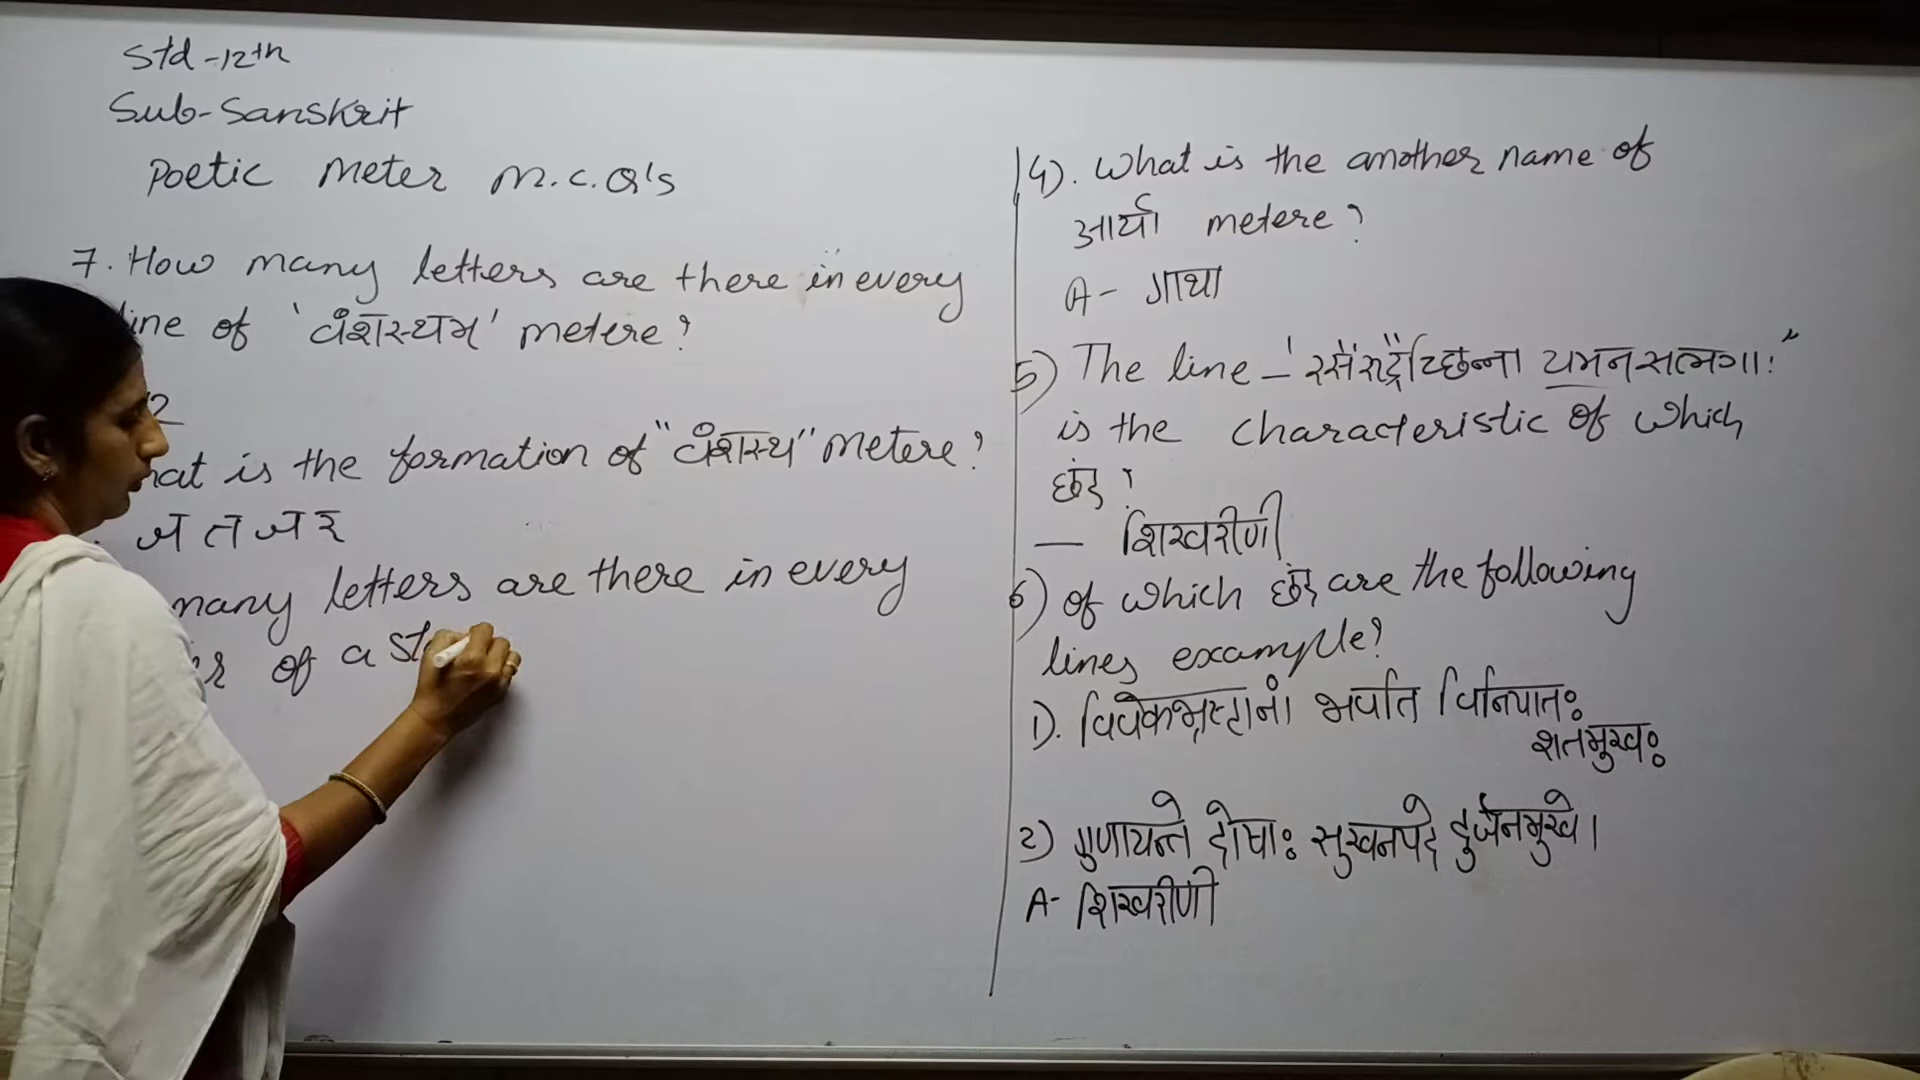 Std-12th
Sub-Sanskrit
Poetic Meter M.C.Q's
7. How many letters are there in every
line of 'वंशस्थम' metere?
What is the formation of "वंशस्थ" metere?
ज त ज र
many letters are there in every
of a
4). What is the another name of
आर्या metere?
A- गाथा
5) The line - 'रसैरुद्रैश्च्छिन्ना यमनसत्भगाः"
is the characteristic of which
छंद?
— शिखरीणी
6) Of which छंद are the following
lines example?
1). विवेकभ्रष्टानां भवति विनिपातः
शतमुखः
2) गुणायन्ते दोषाः सुखनपदे दुर्जनमुखे।
A- शिखरीणी